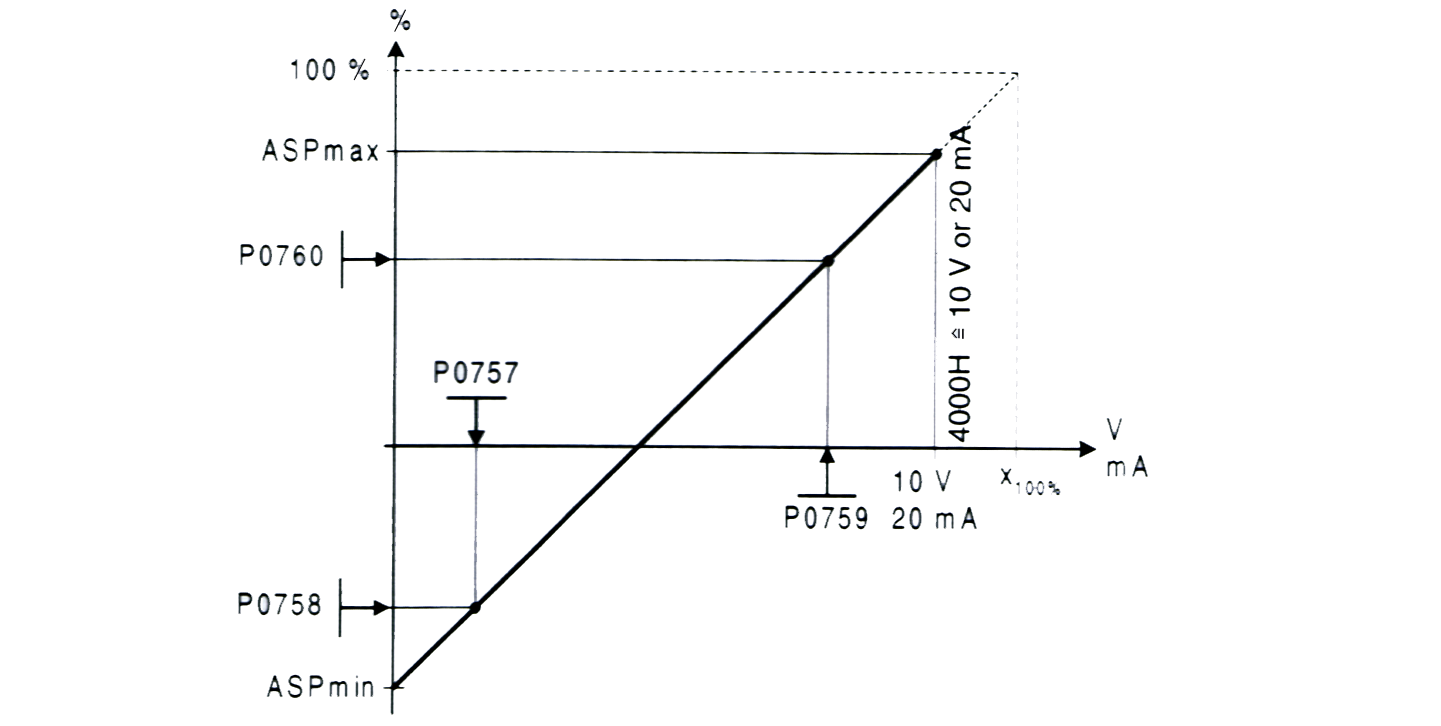 %
100 %
ASPmax
P0760
P0757
4000H ≙ 10 V or 20 mA
V
mA
10 V
x100%
P0759
20 mA
P0758
ASPmin